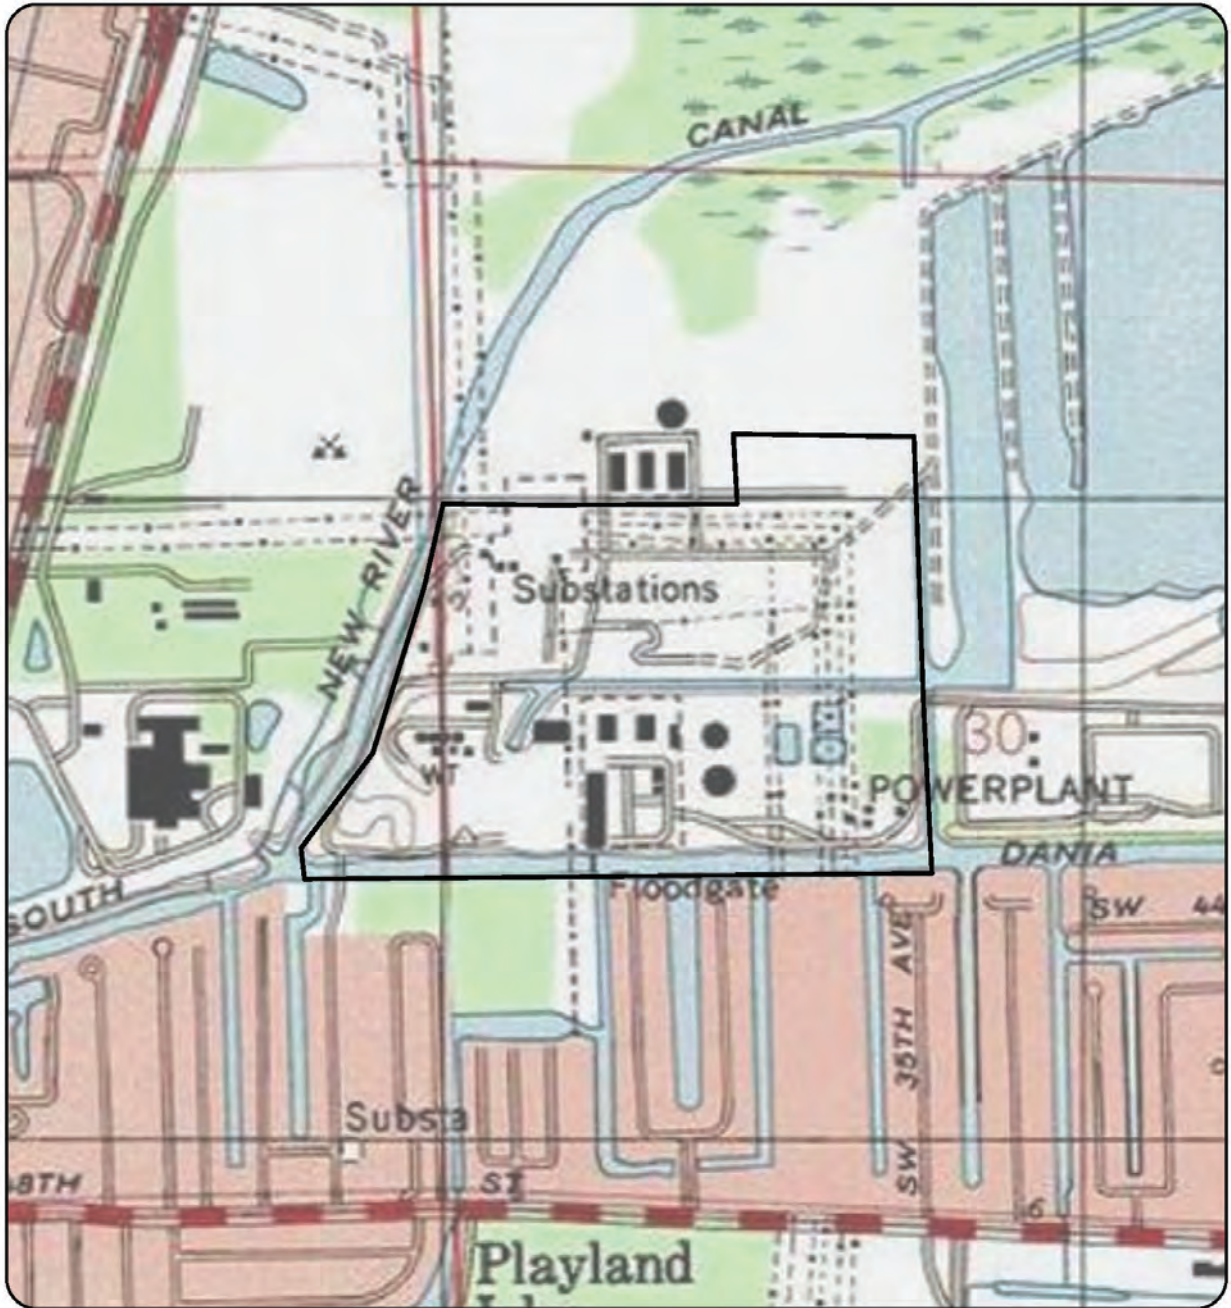 CANAL
NEW RIVER
Substations
WT
30
POWERPLANT
DANIA
SOUTH
Floodgate
SW 44
SW 35TH AVE
Substa
8TH ST
6
Playland